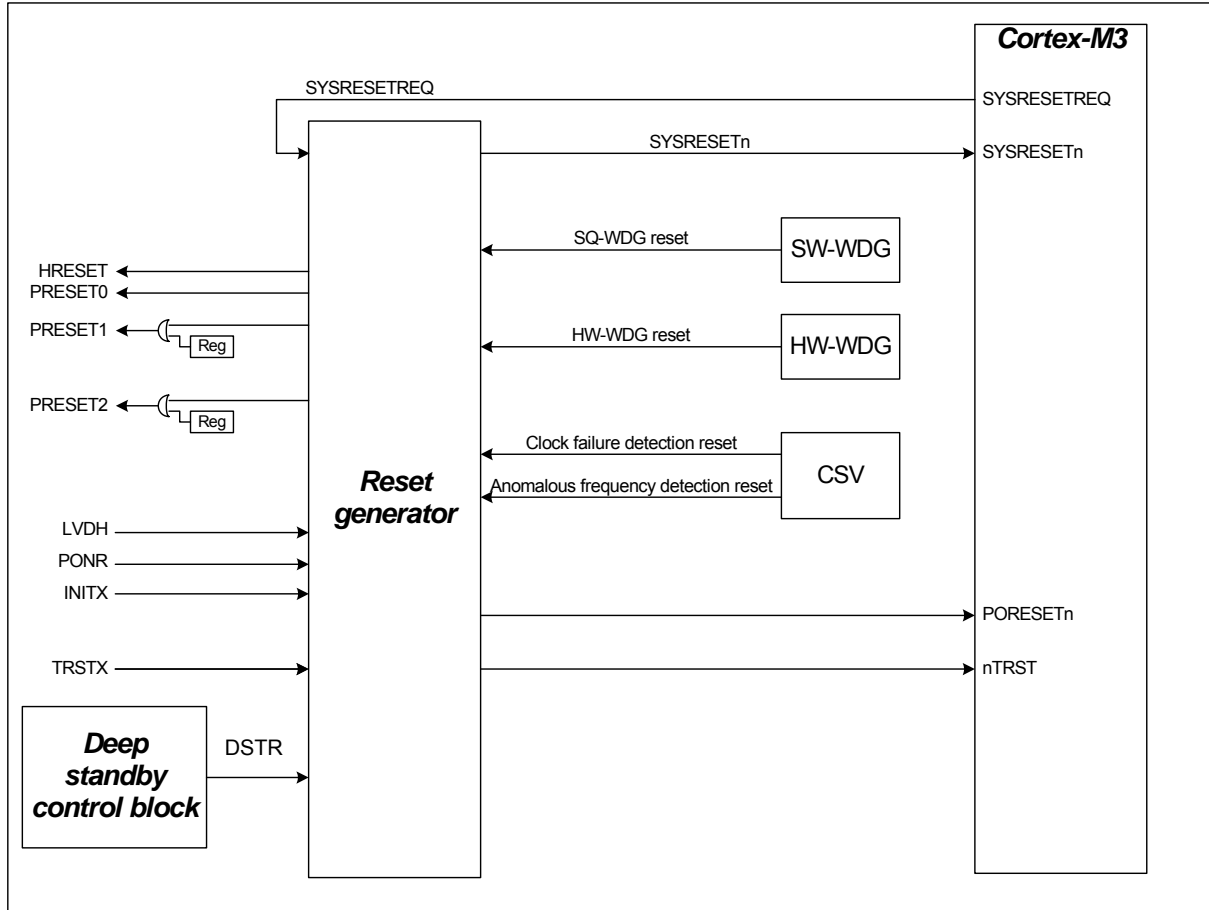 Cortex-M3
SYSRESETREQ
SYSRESETREQ
SYSRESETn
SYSRESETn
SQ-WDG reset
SW-WDG
HRESET
PRESET0
PRESET1
Reg
HW-WDG reset
HW-WDG
PRESET2
Reg
Clock failure detection reset
CSV
Anomalous frequency detection reset
Reset
generator
LVDH
PONR
INITX
PORESETn
TRSTX
nTRST
Deep
standby
control block
DSTR